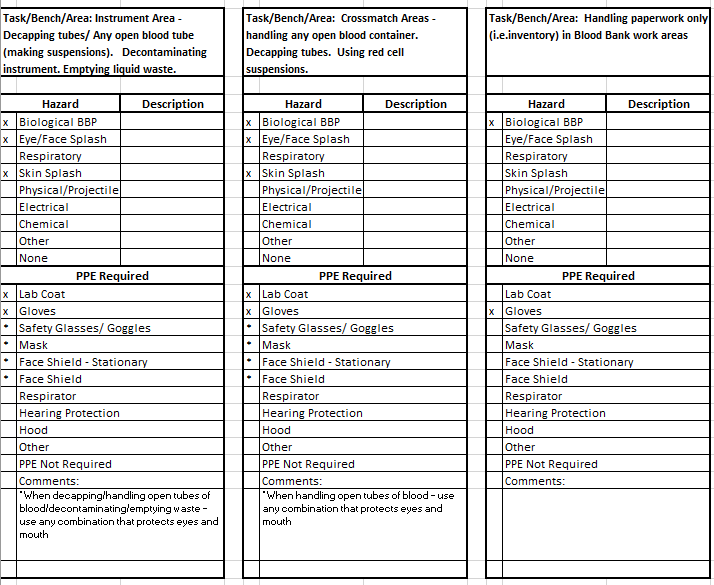 Task/Bench/Area: Instrument Area -
Decapping tubes/ Any open blood tube
(making suspensions).   Decontaminating
instrument. Emptying liquid waste.
Hazard Description
x Biological BBP
x Eye/Face Splash
Respiratory
x Skin Splash
Physical/Projectile
Electrical
Chemical
Other
None
PPE Required
x Lab Coat
x Gloves
* Safety Glasses/ Goggles
* Mask
* Face Shield - Stationary
* Face Shield
Respirator
Hearing Protection
Hood
Other
PPE Not Required
Comments:
*When decapping/handling open tubes of
blood/decontaminating/emptying waste -
use any combination that protects eyes and
mouth
Task/Bench/Area:  Crossmatch Areas -
handling any open blood container.
Decapping tubes.  Using red cell
suspensions.
Hazard Description
x Biological BBP
x Eye/Face Splash
Respiratory
x Skin Splash
Physical/Projectile
Electrical
Chemical
Other
None
PPE Required
x Lab Coat
x Gloves
* Safety Glasses/ Goggles
* Mask
* Face Shield - Stationary
* Face Shield
Respirator
Hearing Protection
Hood
Other
PPE Not Required
Comments:
*When handling open tubes of blood - use
any combination that protects eyes and
mouth
Task/Bench/Area:  Handling paperwork only
(i.e.inventory) in Blood Bank work areas
Hazard Description
x Biological BBP
Eye/Face Splash
Respiratory
Skin Splash
Physical/Projectile
Electrical
Chemical
Other
None
PPE Required
Lab Coat
x Gloves
Safety Glasses/ Goggles
Mask
Face Shield - Stationary
Face Shield
Respirator
Hearing Protection
Hood
Other
PPE Not Required
Comments: